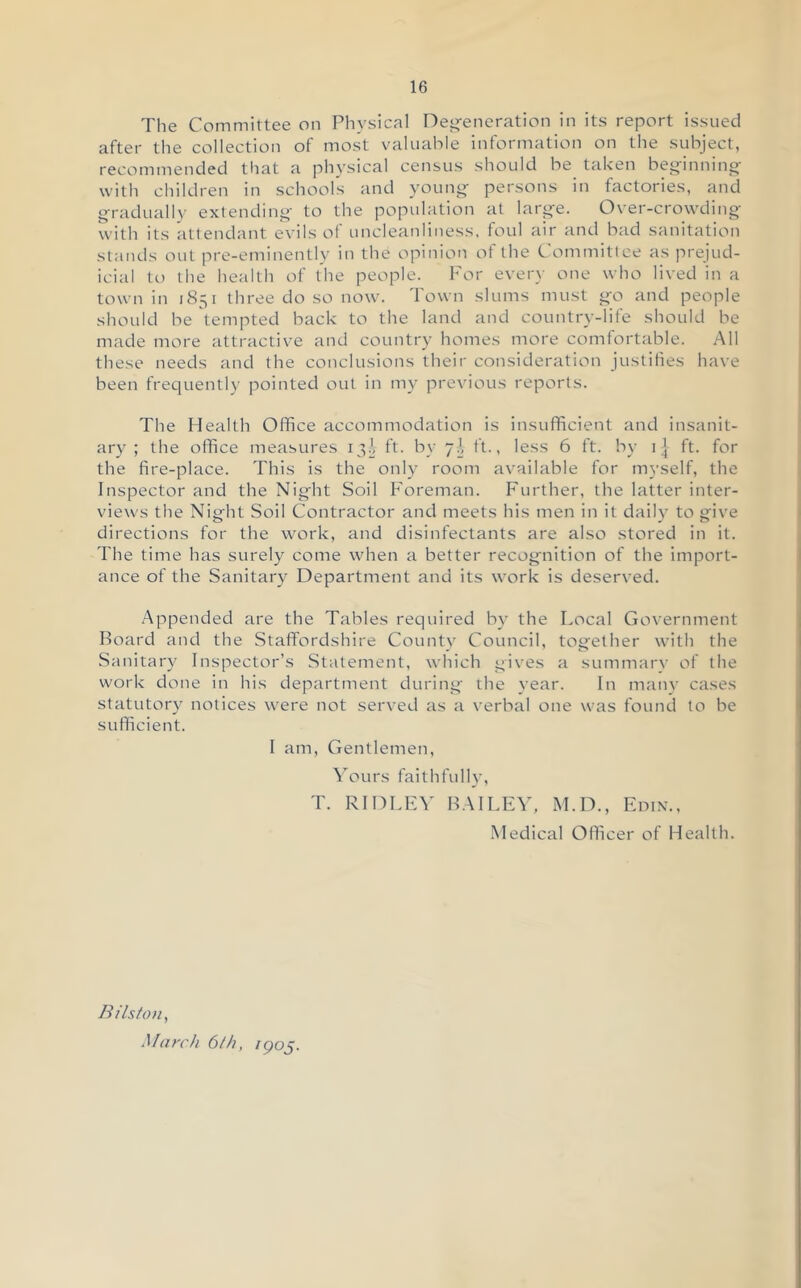 16
The Committee on Physical Degeneration in its report issued
after the collection of most valuable information on the subject,
recommended that a physical census should be taken beginning
with children in schools and young persons in factories, and
gradually extending to the population at large. Over-crowding
with its attendant evils of uncleanliness, foul air and bad sanitation
stands out pre-eminently in the opinion of the Committee as prejud-
icial to the health of the people. For every one who lived in a
town in 1851 three do so now. Town slums must go and people
should be tempted back to the land and country-life should be
made more attractive and country homes more comfortable. All
these needs and the conclusions their consideration justifies have
been frequently pointed out in my previous reports.
The Health Office accommodation is insufficient and insanit-
ary ; the office measures 13½ ft. by 7½ ft., less 6 ft. by 1¼ ft. for
the fire-place. This is the only room available for myself, the
Inspector and the Night Soil Foreman. Further, the latter inter-
views the Night Soil Contractor and meets his men in it daily to give
directions for the work, and disinfectants are also stored in it.
The time has surely come when a better recognition of the import-
ance of the Sanitary Department and its work is deserved.
Appended are the Tables required by the Local Government
Board and the Staffordshire County Council, together with the
Sanitary Inspector's Statement, which gives a summary of the
work done in his department during the year. In many cases
statutory notices were not served as a verbal one was found to be
sufficient.
I am, Gentlemen,
Yours faithfully,
T. RIDLEY BAILEY, M.D., Edin.,
Medical Officer of Health.
Bilston,
March 6th, 1905.